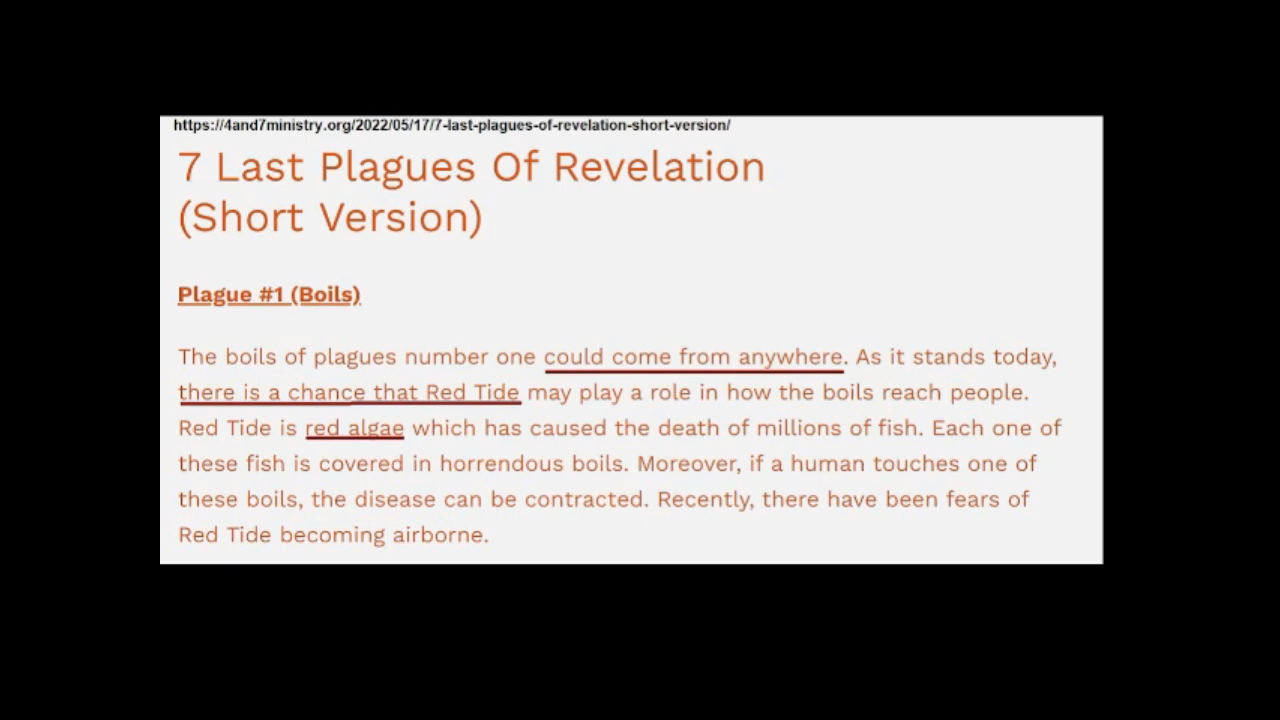 https://4and7ministry.org/2022/05/17/7-last-plagues-of-revelation-short-version/
7 Last Plagues Of Revelation
(Short Version)
Plague #1 (Boils)
The boils of plagues number one could come from anywhere. As it stands today,
there is a chance that Red Tide may play a role in how the boils reach people.
Red Tide is red algae which has caused the death of millions of fish. Each one of
these fish is covered in horrendous boils. Moreover, if a human touches one of
these boils, the disease can be contracted. Recently, there have been fears of
Red Tide becoming airborne.